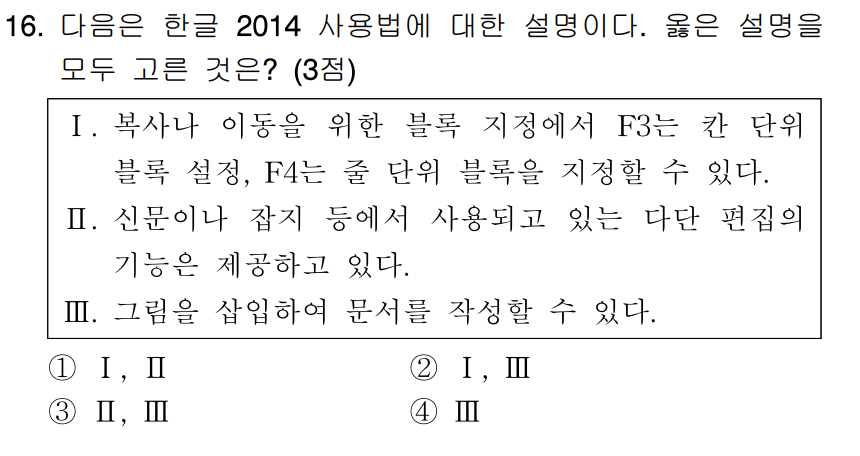 16. 다음은 한글 2014 사용법에 대한 설명이다. 옳은 설명을
모두 고른 것은? (3점)
Ⅰ. 복사나 이동을 위한 블록 지정에서 F3는 칸 단위
블록 설정, F4는 줄 단위 블록을 지정할 수 있다.
Ⅱ. 신문이나 잡지 등에서 사용되고 있는 다단 편집의
기능은 제공하고 있다.
Ⅲ. 그림을 삽입하여 문서를 작성할 수 있다.
① Ⅰ, Ⅱ ② Ⅰ, Ⅲ
③ Ⅱ, Ⅲ ④ Ⅲ